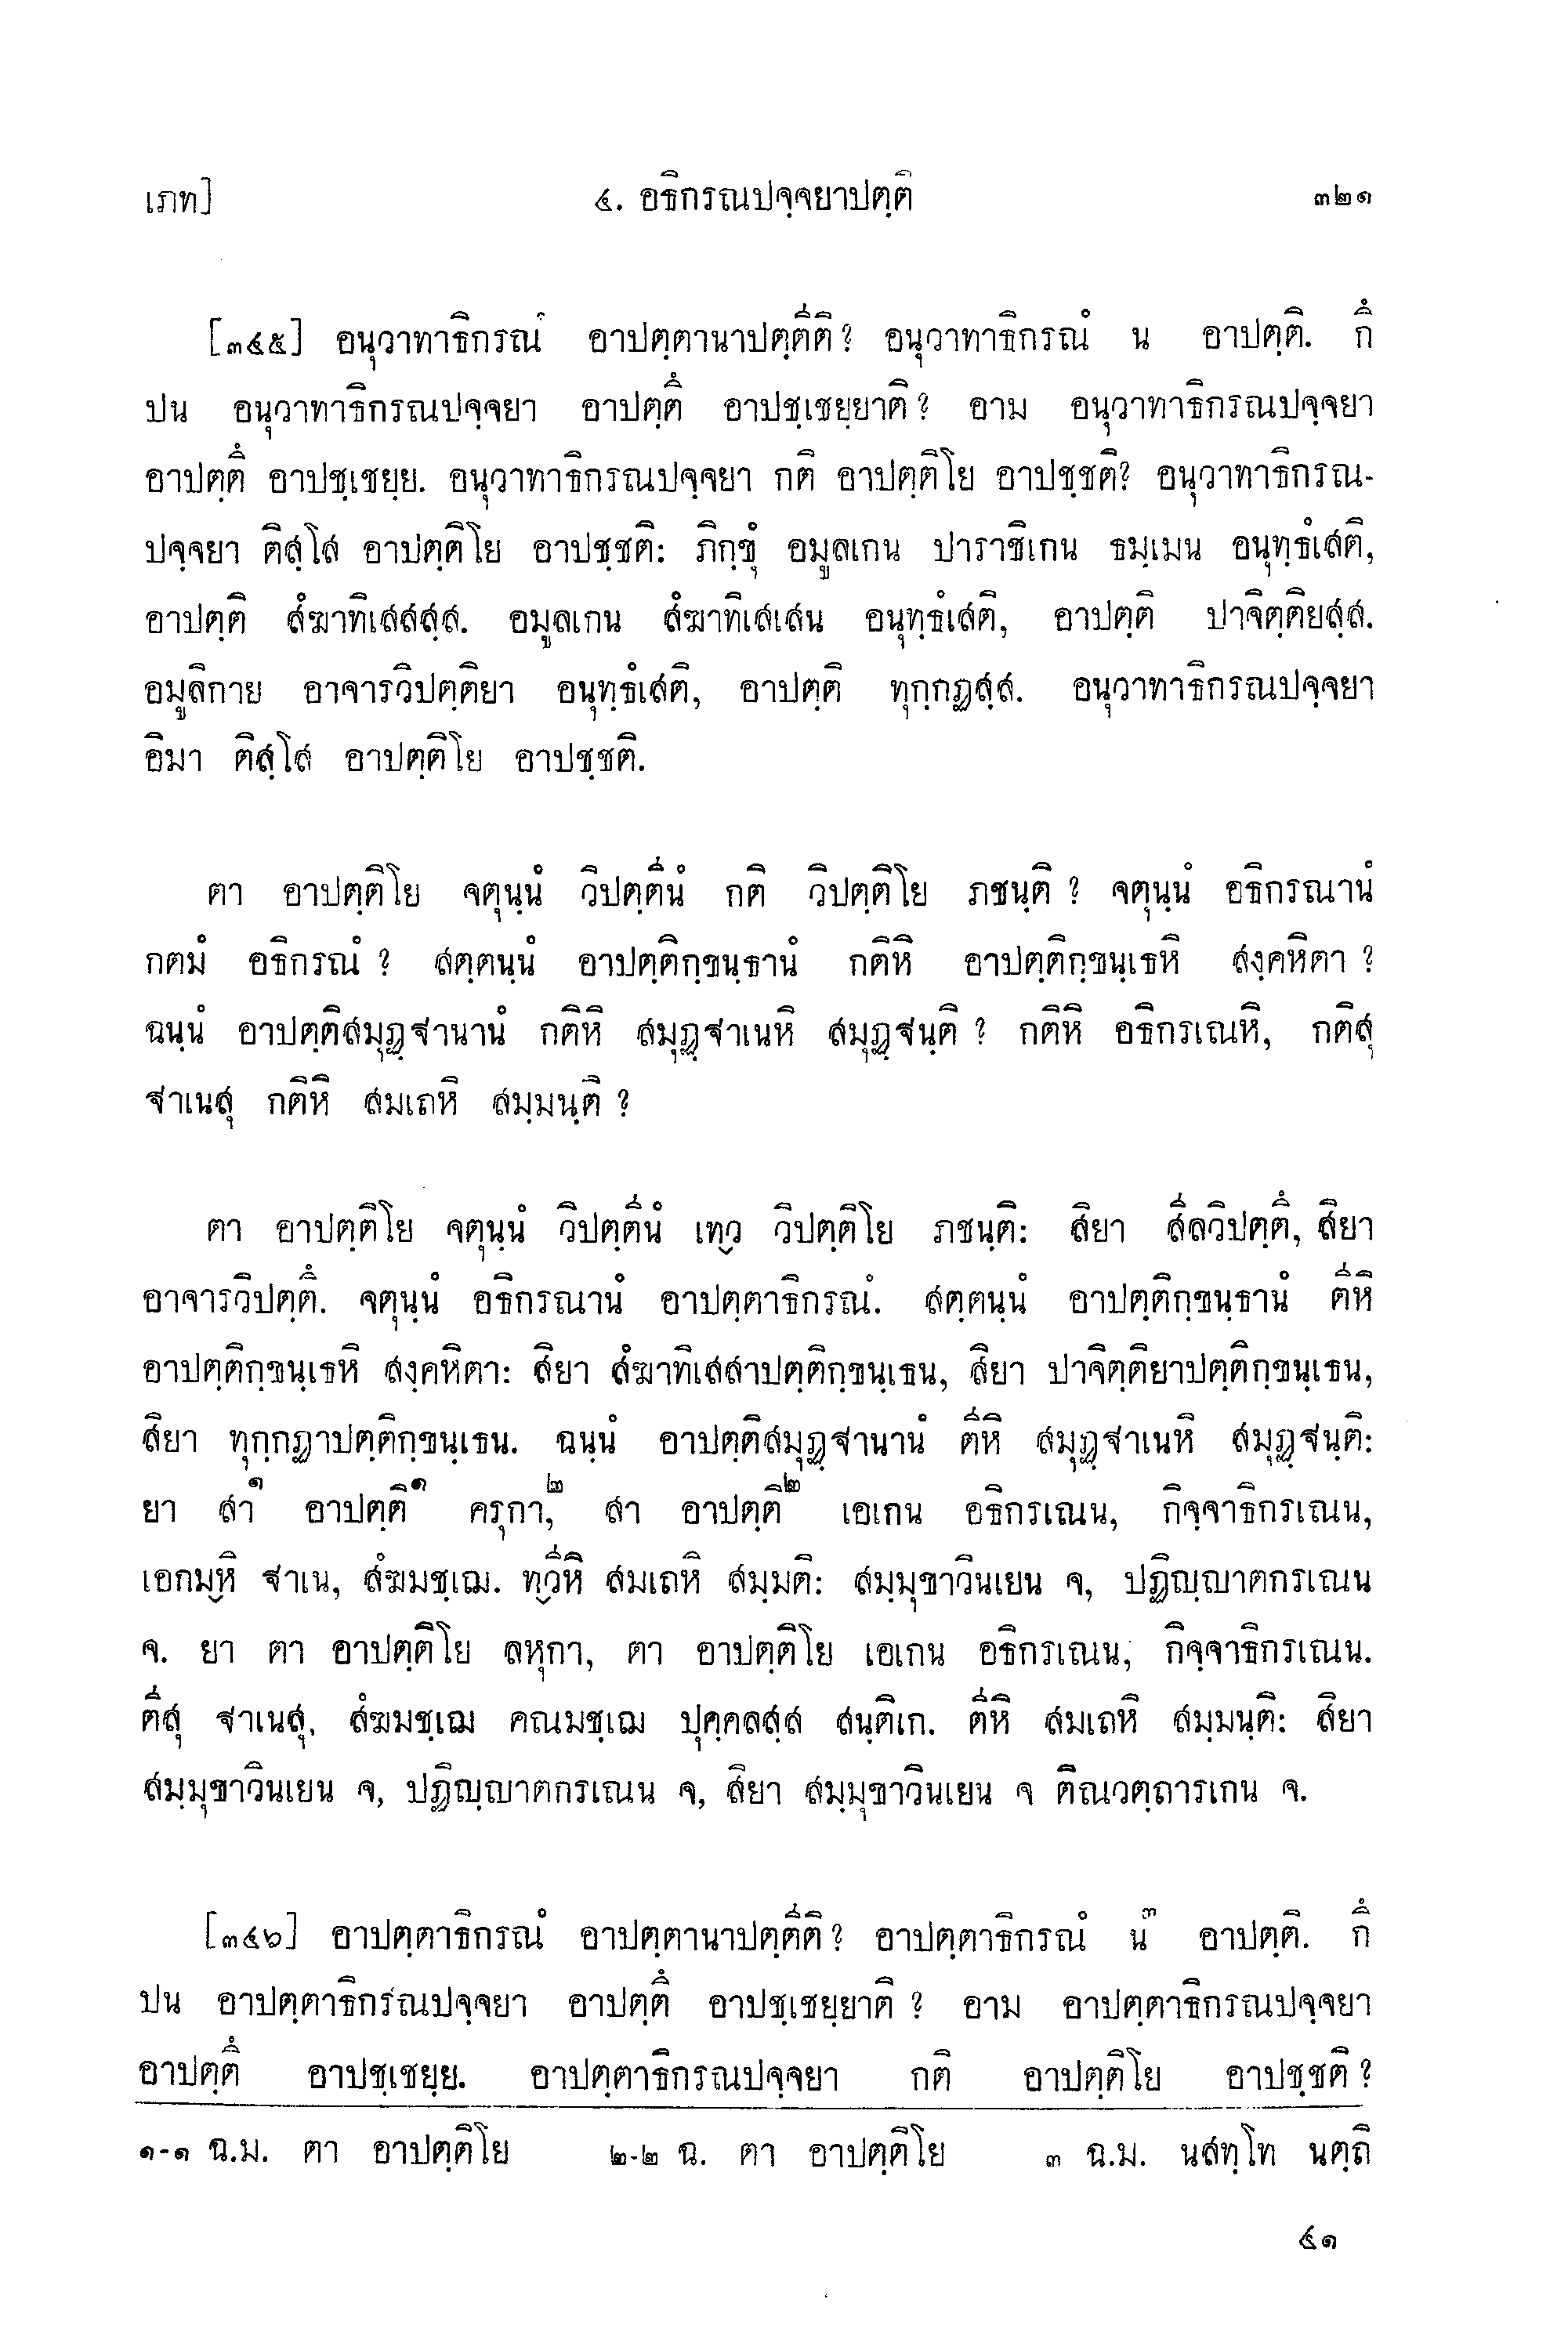 เภท] ๔. อธิกรณปจฺจยาปตฺติ ๓๒๑
[๓๔๕] อนุวาทาธิกรณํ อาปตฺตานาปตฺตีติ? อนุวาทาธิกรณํ น อาปตฺติ. กึ
ปน อนุวาทาธิกรณปจฺจยา อาปตฺตึ อาปชฺเชยฺยาติ? อาม อนุวาทาธิกรณปจฺจยา
อาปตฺตึ อาปชฺเชยฺย. อนุวาทาธิกรณปจฺจยา กติ อาปตฺติโย อาปชฺชติ? อนุวาทาธิกรณ-
ปจฺจยา ติสฺโส อาปตฺติโย อาปชฺชติ: ภิกฺขุํ อมูลเกน ปาราชิเกน ธมฺเมน อนุทฺธํเสติ,
อาปตฺติ สํฆาทิเสสสฺส. อมูลเกน สํฆาทิเสเสน อนุทฺธํเสติ, อาปตฺติ ปาจิตฺติยสฺส.
อมูลิกาย อาจารวิปตฺติยา อนุทฺธํเสติ, อาปตฺติ ทุกฺกฏสฺส. อนุวาทาธิกรณปจฺจยา
อิมา ติสฺโส อาปตฺติโย อาปชฺชติ.
ตา อาปตฺติโย จตุนฺนํ วิปตฺตีนํ กติ วิปตฺติโย ภชนฺติ? จตุนฺนํ อธิกรณานํ
กตมํ อธิกรณํ? สตฺตนฺนํ อาปตฺติกฺขนฺธานํ กตีหิ อาปตฺติกฺขนฺเธหิ สงฺคหิตา?
ฉนฺนํ อาปตฺติสมุฏฺฐานานํ กตีหิ สมุฏฺฐาเนหิ สมุฏฺฐนฺติ? กตีหิ อธิกรเณหิ, กตีสุ
ฐาเนสุ กตีหิ สมเถหิ สมฺมนฺติ?
ตา อาปตฺติโย จตุนฺนํ วิปตฺตีนํ เทฺว วิปตฺติโย ภชนฺติ: สิยา สีลวิปตฺตึ, สิยา
อาจารวิปตฺตึ. จตุนฺนํ อธิกรณานํ อาปตฺตาธิกรณํ. สตฺตนฺนํ อาปตฺติกฺขนฺธานํ ตีหิ
อาปตฺติกฺขนฺเธหิ สงฺคหิตา: สิยา สํฆาทิเสสาปตฺติกฺขนฺเธน, สิยา ปาจิตฺติยาปตฺติกฺขนฺเธน,
สิยา ทุกฺกฏาปตฺติกฺขนฺเธน. ฉนฺนํ อาปตฺติสมุฏฺฐานานํ ตีหิ สมุฏฺฐาเนหิ สมุฏฺฐนฺติ:
ยา สา๑ อาปตฺติ๑ ครุกา,๒ สา อาปตฺติ๒ เอเกน อธิกรเณน, กิจฺจาธิกรเณน,
เอกมฺหิ ฐาเน, สํฆมชฺเฌ. ทฺวีหิ สมเถหิ สมฺมติ: สมฺมุขาวินเยน จ, ปฏิญฺญาตกรเณน
จ. ยา ตา อาปตฺติโย ลหุกา, ตา อาปตฺติโย เอเกน อธิกรเณน, กิจฺจาธิกรเณน.
ตีสุ ฐาเนสุ, สํฆมชฺเฌ คณมชฺเฌ ปุคฺคลสฺส สนฺติเก. ตีหิ สมเถหิ สมฺมนฺติ: สิยา
สมฺมุขาวินเยน จ, ปฏิญฺญาตกรเณน จ, สิยา สมฺมุขาวินเยน จ ติณวตฺถารเกน จ.
[๓๔๖] อาปตฺตาธิกรณํ อาปตฺตานาปตฺตีติ? อาปตฺตาธิกรณํ น๓ อาปตฺติ. กึ
ปน อาปตฺตาธิกรณปจฺจยา อาปตฺตึ อาปชฺเชยฺยาติ? อาม อาปตฺตาธิกรณปจฺจยา
อาปตฺตึ อาปชฺเชยฺย. อาปตฺตาธิกรณปจฺจยา กติ อาปตฺติโย อาปชฺชติ?
๑-๑ ฉ.ม. ตา อาปตฺติโย ๒-๒ ฉ. ตา อาปตฺติโย ๓ ฉ.ม. นสทฺโท นตฺถิ
๔๑